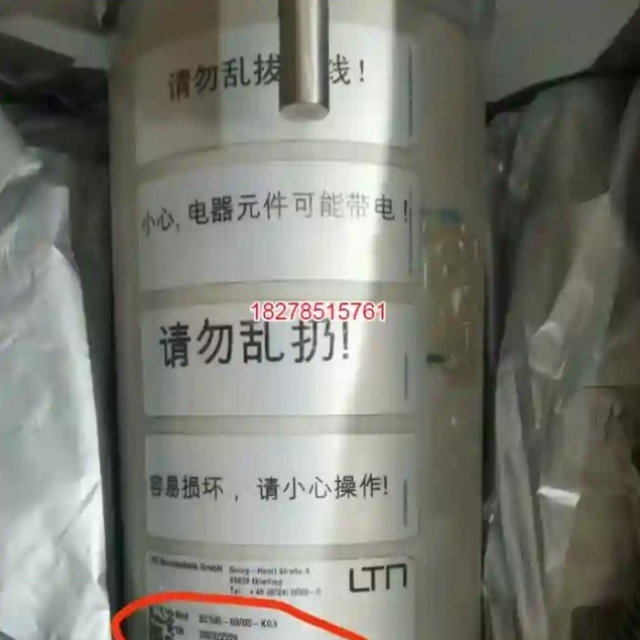 请勿乱拔线!
小心,电器元件可能带电!
18278515761
请勿乱扔!
容易损坏，请小心操作!
GmbH
LTN